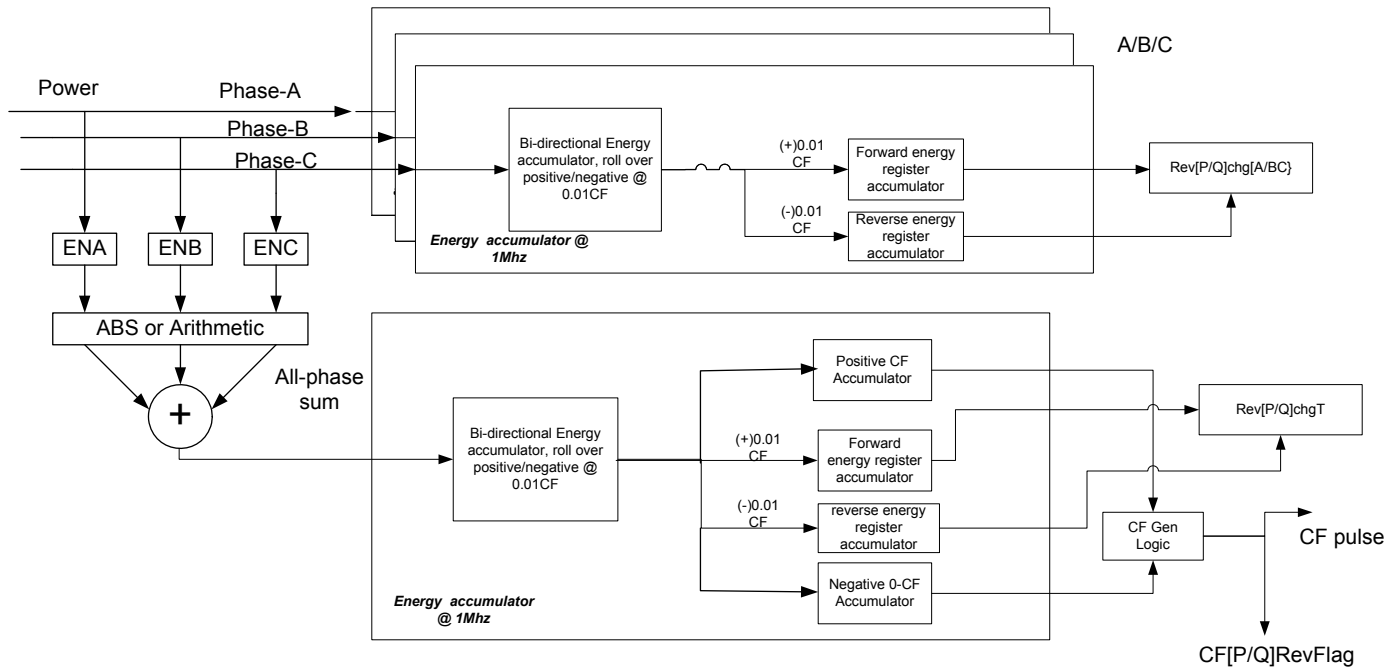 A/B/C
Power
Phase-A
Phase-B
Phase-C
Bi-directional Energy
accumulator, roll over
positive/negative @
0.01CF
(+)0.01
CF
Forward energy
register
accumulator
Rev[P/Q]chg[A/BC}
(-)0.01
CF
Reverse energy
register
accumulator
Energy accumulator @
1Mhz
ENA
ENB
ENC
ABS or Arithmetic
All-phase
sum
+
Bi-directional Energy
accumulator, roll over
positive/negative @
0.01CF
Positive CF
Accumulator
(+)0.01
CF
Forward
energy register
accumulator
Rev[P/Q]chgT
(-)0.01
CF
reverse energy
register
accumulator
CF Gen
Logic
CF pulse
Negative 0-CF
Accumulator
Energy accumulator
@ 1Mhz
CF[P/Q]RevFlag